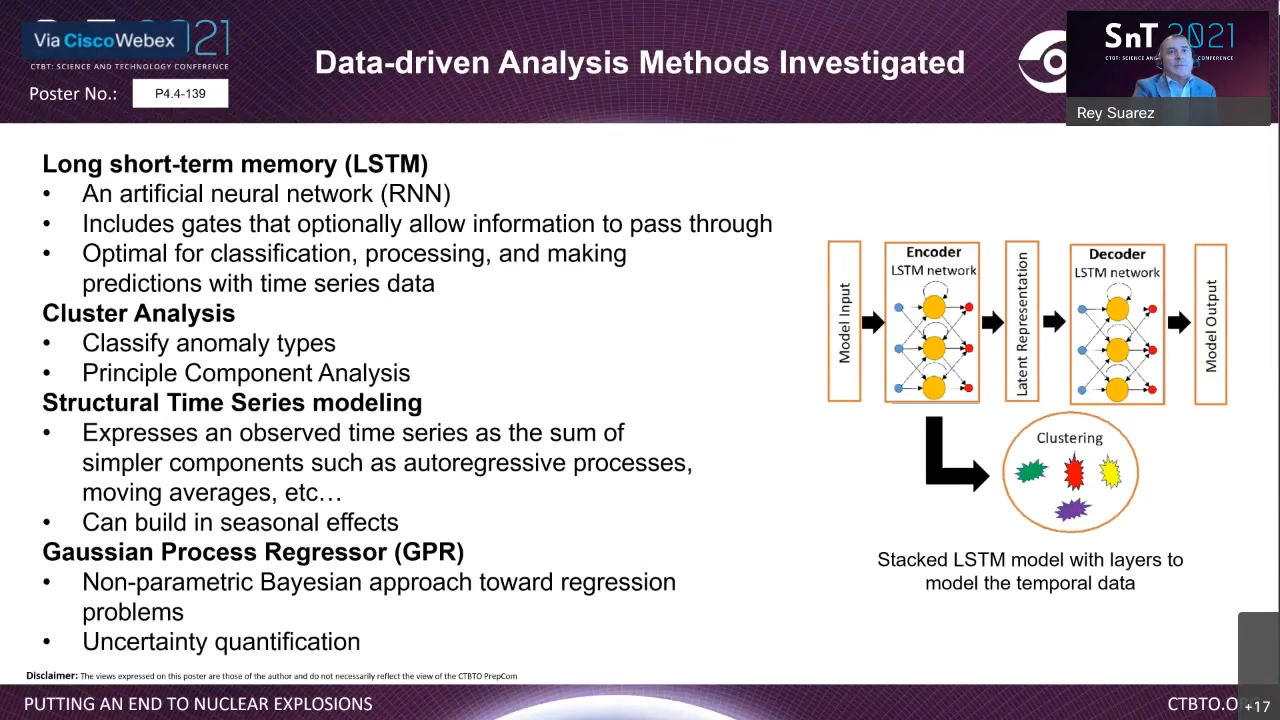 SnT 2021
Via Cisco Webex
CTBT: SCIENCE AND TECHNOLOGY CONFERENCE
Poster No.: P4.4-139
Data-driven Analysis Methods Investigated
SnT 2021
Rey Suarez
Long short-term memory (LSTM)
• An artificial neural network (RNN)
• Includes gates that optionally allow information to pass through
• Optimal for classification, processing, and making
predictions with time series data
Cluster Analysis
• Classify anomaly types
• Principle Component Analysis
Structural Time Series modeling
• Expresses an observed time series as the sum of
simpler components such as autoregressive processes,
moving averages, etc…
• Can build in seasonal effects
Gaussian Process Regressor (GPR)
• Non-parametric Bayesian approach toward regression
problems
• Uncertainty quantification
Model Input
Encoder
LSTM network
Latent Representation
Decoder
LSTM network
Model Output
Clustering
Stacked LSTM model with layers to
model the temporal data
Disclaimer: The views expressed on this poster are those of the author and do not necessarily reflect the view of the CTBTO PrepCom
PUTTING AN END TO NUCLEAR EXPLOSIONS
CTBTO.O
+17